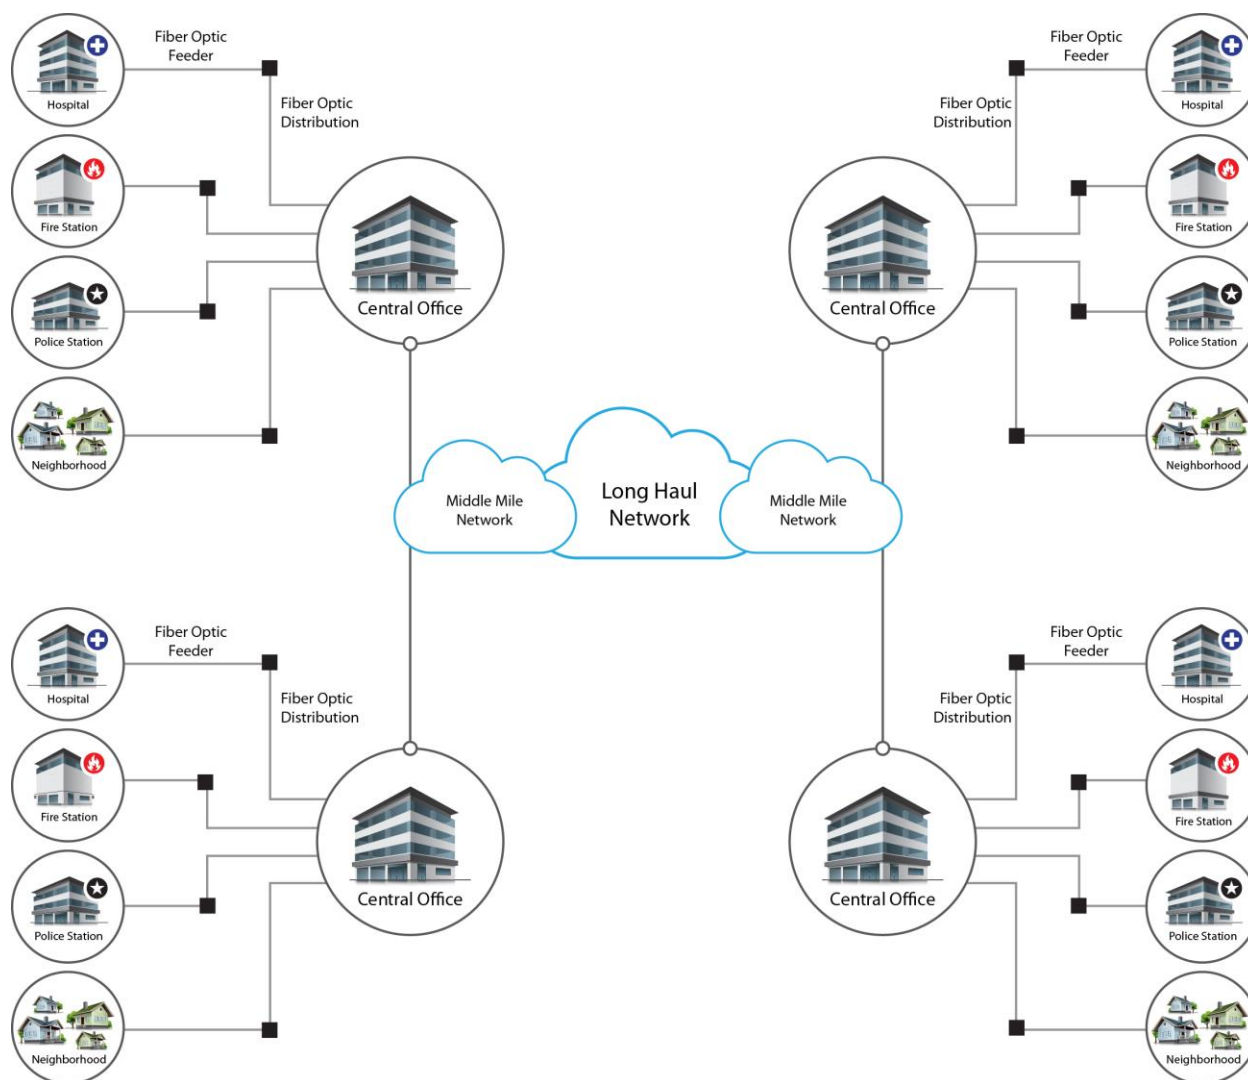 Fiber Optic
Feeder
Hospital
Fiber Optic
Distribution
Fire Station
Police Station
Neighborhood
Central Office
Fiber Optic
Feeder
Hospital
Fiber Optic
Distribution
Fire Station
Police Station
Neighborhood
Central Office
Middle Mile
Network
Long Haul
Network
Middle Mile
Network
Fiber Optic
Feeder
Hospital
Fiber Optic
Distribution
Fire Station
Police Station
Neighborhood
Central Office
Fiber Optic
Feeder
Hospital
Fiber Optic
Distribution
Fire Station
Police Station
Neighborhood
Central Office